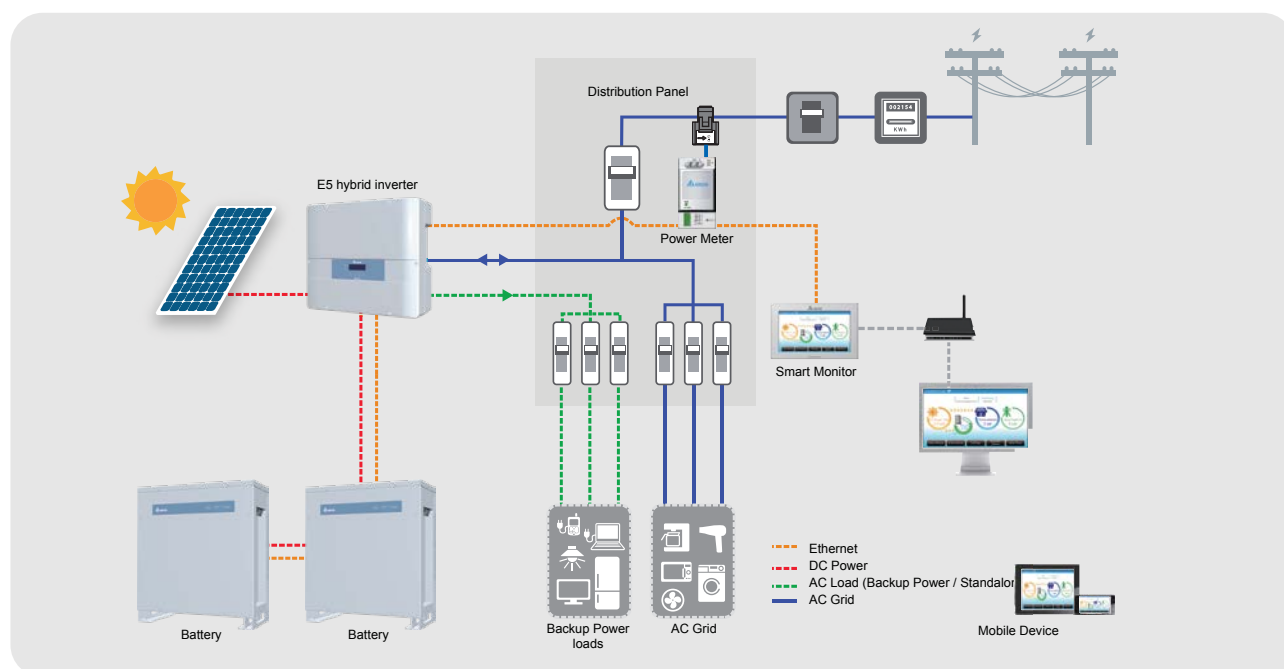 Distribution Panel
002154
KWh
E5 hybrid inverter
Power Meter
Smart Monitor
Ethernet
DC Power
AC Load (Backup Power / Standalon
AC Grid
Battery
Battery
Backup Power
loads
AC Grid
Mobile Device